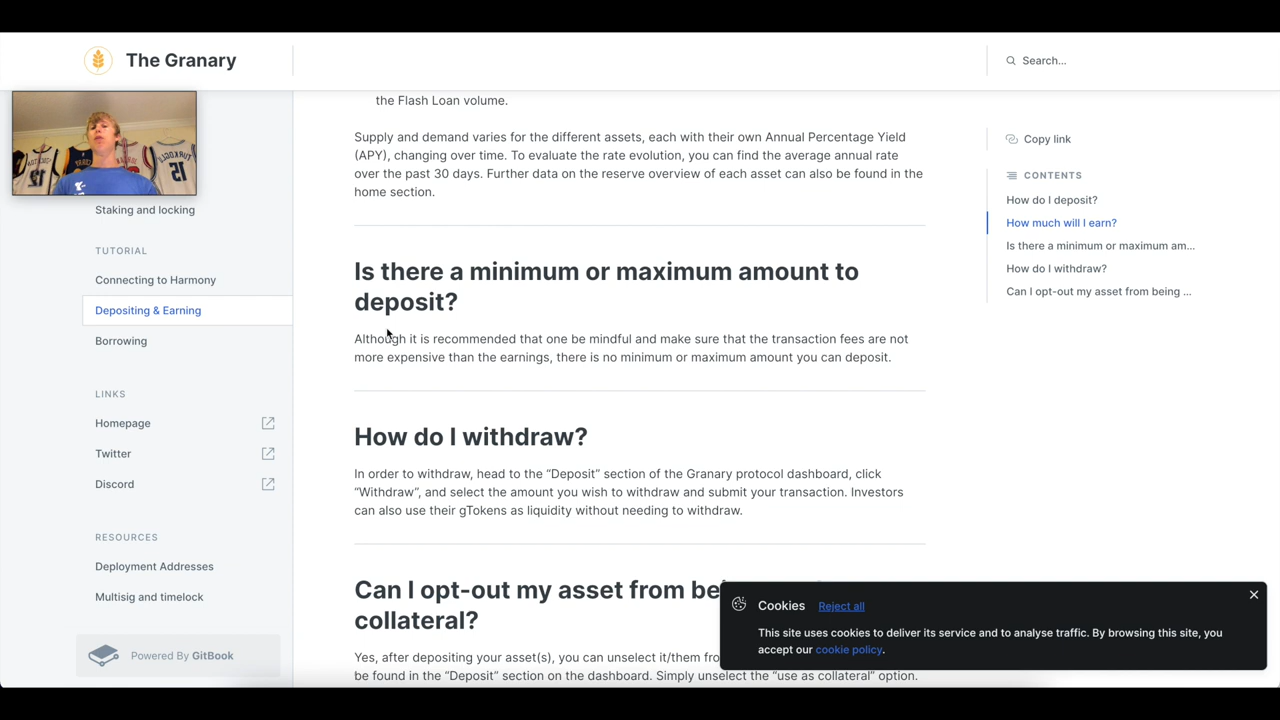 The Granary
Search...
Staking and locking
TUTORIAL
Connecting to Harmony
Depositing & Earning
Borrowing
LINKS
Homepage
Twitter
Discord
RESOURCES
Deployment Addresses
Multisig and timelock
Powered By GitBook
the Flash Loan volume.
Supply and demand varies for the different assets, each with their own Annual Percentage Yield
(APY), changing over time. To evaluate the rate evolution, you can find the average annual rate
over the past 30 days. Further data on the reserve overview of each asset can also be found in the
home section.
Is there a minimum or maximum amount to
deposit?
Although it is recommended that one be mindful and make sure that the transaction fees are not
more expensive than the earnings, there is no minimum or maximum amount you can deposit.
How do I withdraw?
In order to withdraw, head to the “Deposit” section of the Granary protocol dashboard, click
“Withdraw”, and select the amount you wish to withdraw and submit your transaction. Investors
can also use their gTokens as liquidity without needing to withdraw.
Can I opt-out my asset from
collateral?
Yes, after depositing your asset(s), you can unselect it/them
be found in the “Deposit” section on the dashboard. Simply unselect the “use as collateral” option.
Copy link
CONTENTS
How do I deposit?
How much will I earn?
Is there a minimum or maximum am...
How do I withdraw?
Can I opt-out my asset from being ...
Cookies Reject all
This site uses cookies to deliver its service and to analyse traffic. By browsing this site, you
accept our cookie policy.